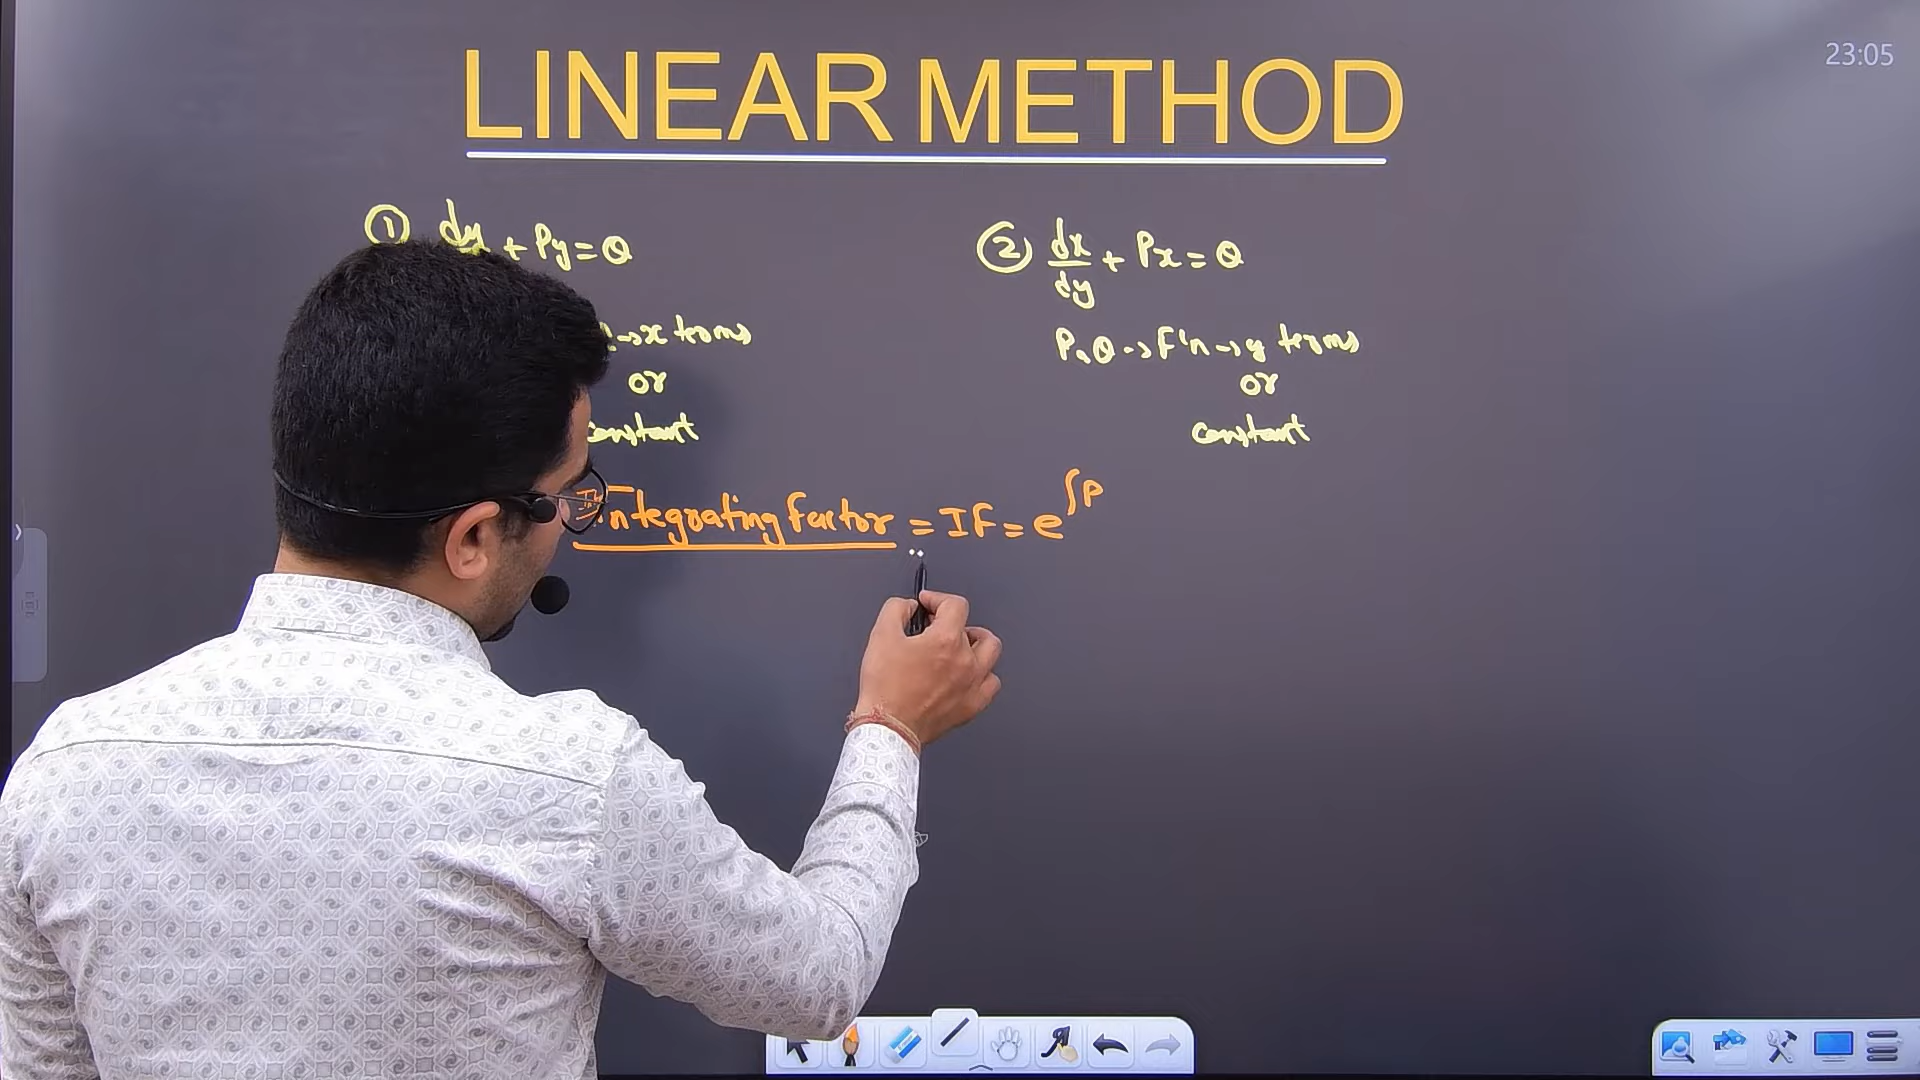 LINEAR METHOD
23:05
① dy + Py = Q
② dx/dy + Px = Q
→ x terms
or
constant
P, Q → F'n → y terms
or
constant
Integrating factor = IF = e^∫P